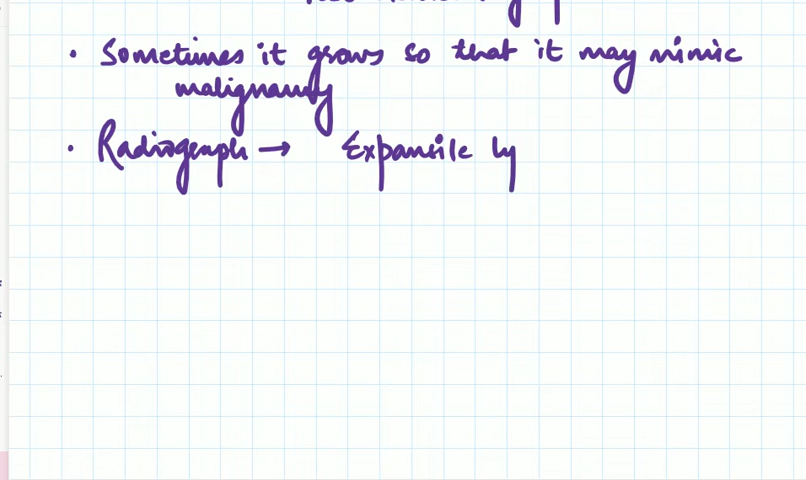 • Sometimes it grows so that it may mimic
malignancy
• Radiograph → Expansile ly